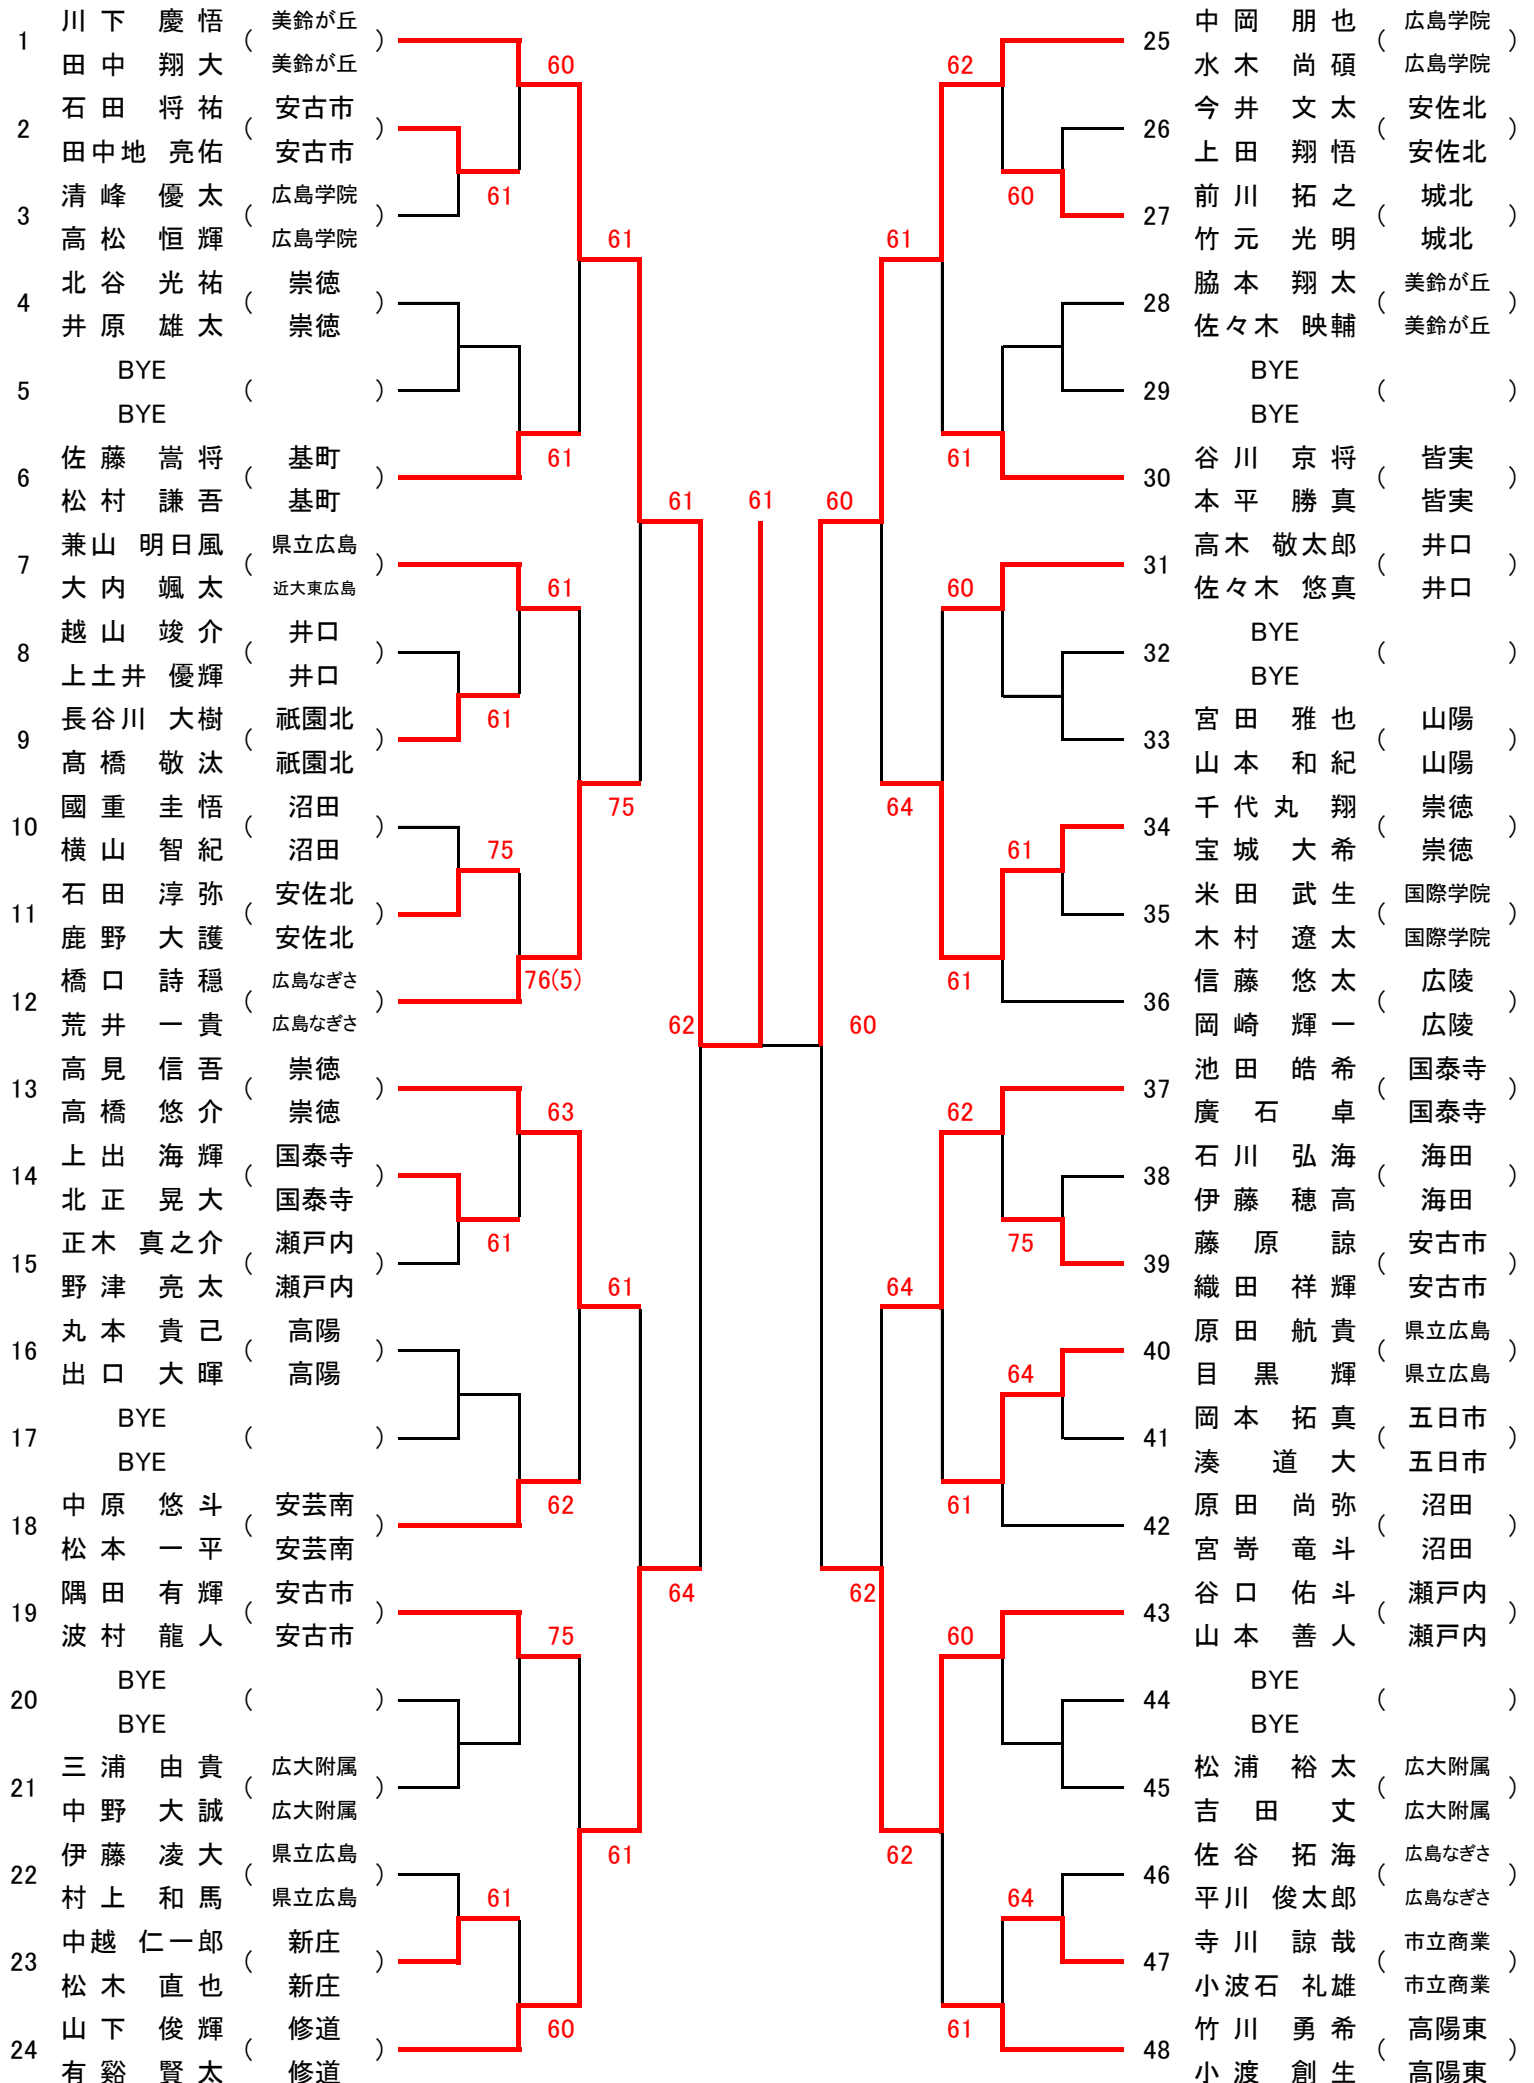 1 川下 慶悟 ( 美鈴が丘 )
田中 翔大 美鈴が丘
60
2 石田 将祐 ( 安古市 )
田中地 亮佑 安古市
61
3 清峰 優太 ( 広島学院 )
高松 恒輝 広島学院
61
4 北谷 光祐 ( 崇徳 )
井原 雄太 崇徳
5 BYE ( )
BYE
6 佐藤 嵩将 ( 基町 )
松村 謙吾 基町
61
61
7 兼山 明日風 ( 県立広島 )
大内 颯太 近大東広島
61
8 越山 竣介 ( 井口 )
上土井 優輝 井口
9 長谷川 大樹 ( 祇園北 )
髙橋 敬汰 祇園北
61
10 國重 圭悟 ( 沼田 )
横山 智紀 沼田
75
75
11 石田 淳弥 ( 安佐北 )
鹿野 大護 安佐北
12 橋口 詩穏 ( 広島なぎさ )
荒井 一貴 広島なぎさ
76(5)
62
13 高見 信吾 ( 崇徳 )
高橋 悠介 崇徳
63
14 上出 海輝 ( 国泰寺 )
北正 晃大 国泰寺
15 正木 真之介 ( 瀬戸内 )
野津 亮太 瀬戸内
61
61
16 丸本 貴己 ( 高陽 )
出口 大暉 高陽
17 BYE ( )
BYE
18 中原 悠斗 ( 安芸南 )
松本 一平 安芸南
62
19 隅田 有輝 ( 安古市 )
波村 龍人 安古市
64
75
20 BYE ( )
BYE
21 三浦 由貴 ( 広大附属 )
中野 大誠 広大附属
22 伊藤 凌大 ( 県立広島 )
村上 和馬 県立広島
61
61
23 中越 仁一郎 ( 新庄 )
松木 直也 新庄
24 山下 俊輝 ( 修道 )
有谿 賢太 修道
60
61
25 中岡 朋也 ( 広島学院 )
水木 尚碩 広島学院
62
26 今井 文太 ( 安佐北 )
上田 翔悟 安佐北
27 前川 拓之 ( 城北 )
竹元 光明 城北
60
61
28 脇本 翔太 ( 美鈴が丘 )
佐々木 映輔 美鈴が丘
29 BYE ( )
BYE
30 谷川 京将 ( 皆実 )
本平 勝真 皆実
61
60
31 高木 敬太郎 ( 井口 )
佐々木 悠真 井口
60
32 BYE ( )
BYE
33 宮田 雅也 ( 山陽 )
山本 和紀 山陽
34 千代丸 翔 ( 崇徳 )
宝城 大希 崇徳
64
61
35 米田 武生 ( 国際学院 )
木村 遼太 国際学院
36 信藤 悠太 ( 広陵 )
岡崎 輝一 広陵
61
60
37 池田 皓希 ( 国泰寺 )
廣石 卓 国泰寺
62
38 石川 弘海 ( 海田 )
伊藤 穂高 海田
39 藤原 諒 ( 安古市 )
織田 祥輝 安古市
75
64
40 原田 航貴 ( 県立広島 )
目黒 輝 県立広島
64
41 岡本 拓真 ( 五日市 )
湊 道大 五日市
42 原田 尚弥 ( 沼田 )
宮嵜 竜斗 沼田
61
43 谷口 佑斗 ( 瀬戸内 )
山本 善人 瀬戸内
62
60
44 BYE ( )
BYE
45 松浦 裕太 ( 広大附属 )
吉田 丈 広大附属
46 佐谷 拓海 ( 広島なぎさ )
平川 俊太郎 広島なぎさ
62
64
47 寺川 諒哉 ( 市立商業 )
小波石 礼雄 市立商業
48 竹川 勇希 ( 高陽東 )
小渡 創生 高陽東
61